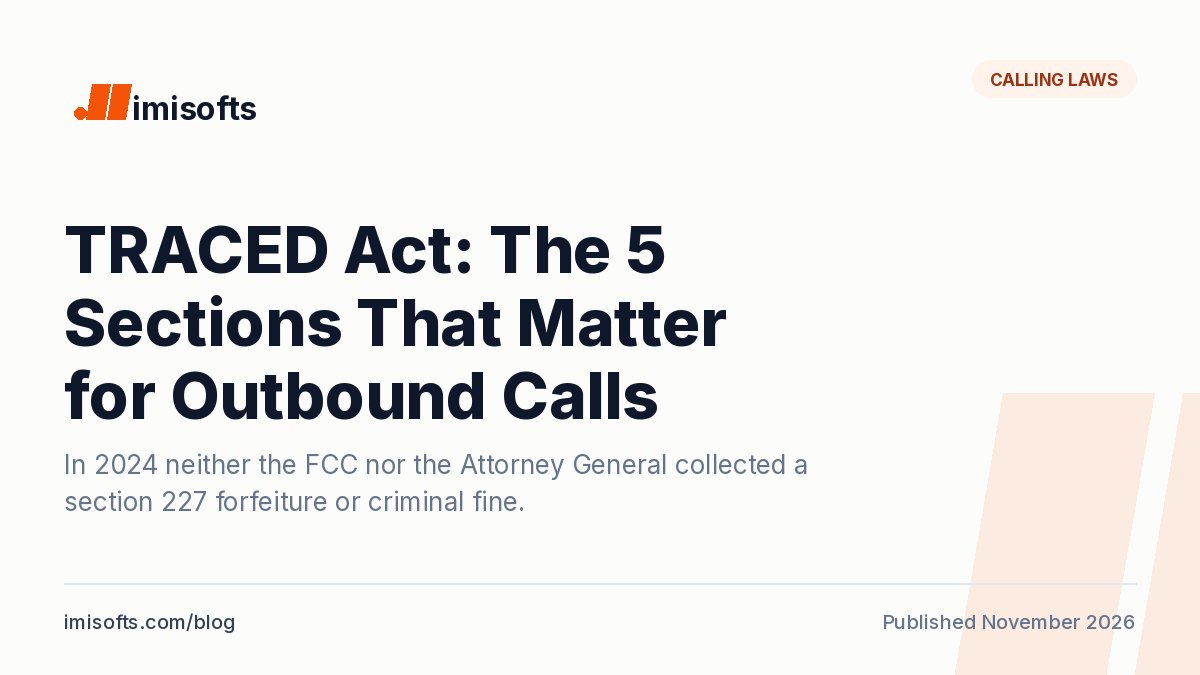 imisofts
CALLING LAWS
TRACED Act: The 5
Sections That Matter
for Outbound Calls
In 2024 neither the FCC nor the Attorney General collected a
section 227 forfeiture or criminal fine.
imisofts.com/blog
Published November 2026